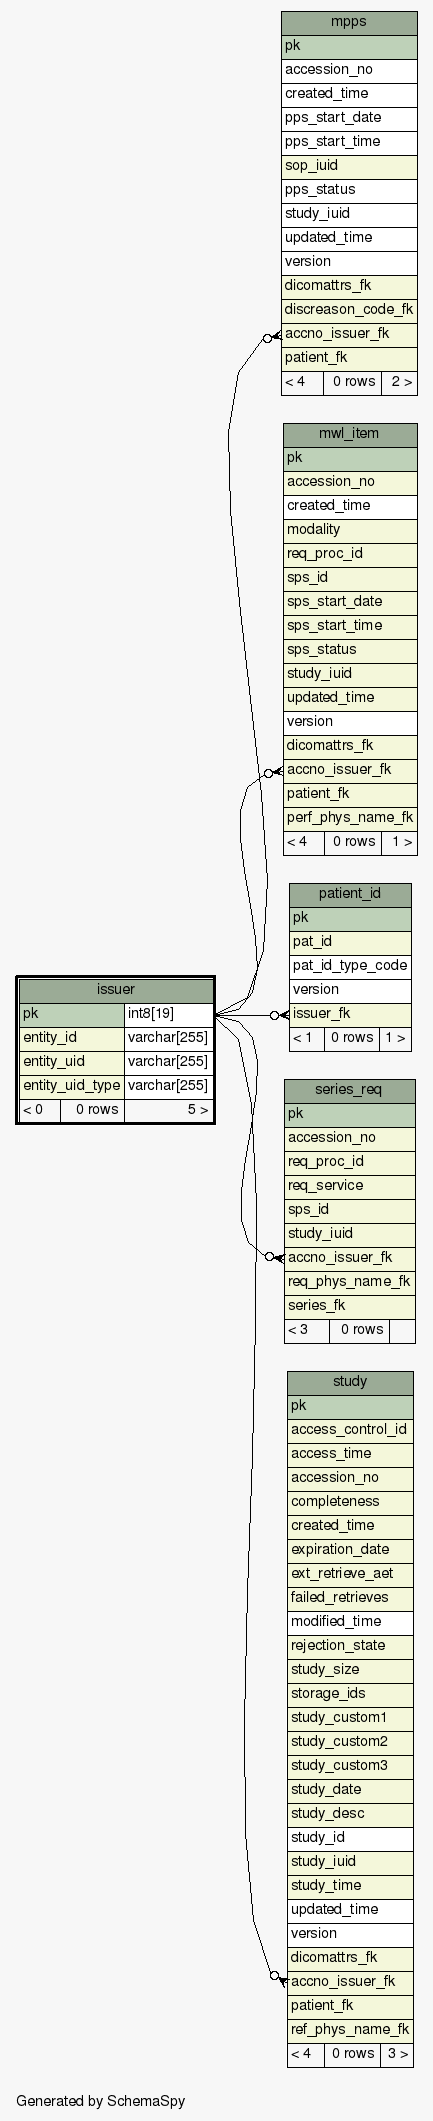 mpps
pk
accession_no
created_time
pps_start_date
pps_start_time
sop_iuid
pps_status
study_iuid
updated_time
version
dicomattrs_fk
discreason_code_fk
accno_issuer_fk
patient_fk
< 4 0 rows 2 >
mwl_item
pk
accession_no
created_time
modality
req_proc_id
sps_id
sps_start_date
sps_start_time
sps_status
study_iuid
updated_time
version
dicomattrs_fk
accno_issuer_fk
patient_fk
perf_phys_name_fk
< 4 0 rows 1 >
patient_id
pk
pat_id
pat_id_type_code
version
issuer_fk
< 1 0 rows 1 >
issuer
pk int8[19]
entity_id varchar[255]
entity_uid varchar[255]
entity_uid_type varchar[255]
< 0 0 rows 5 >
series_req
pk
accession_no
req_proc_id
req_service
sps_id
study_iuid
accno_issuer_fk
req_phys_name_fk
series_fk
< 3 0 rows
study
pk
access_control_id
access_time
accession_no
completeness
created_time
expiration_date
ext_retrieve_aet
failed_retrieves
modified_time
rejection_state
study_size
storage_ids
study_custom1
study_custom2
study_custom3
study_date
study_desc
study_id
study_iuid
study_time
updated_time
version
dicomattrs_fk
accno_issuer_fk
patient_fk
ref_phys_name_fk
< 4 0 rows 3 >
Generated by SchemaSpy